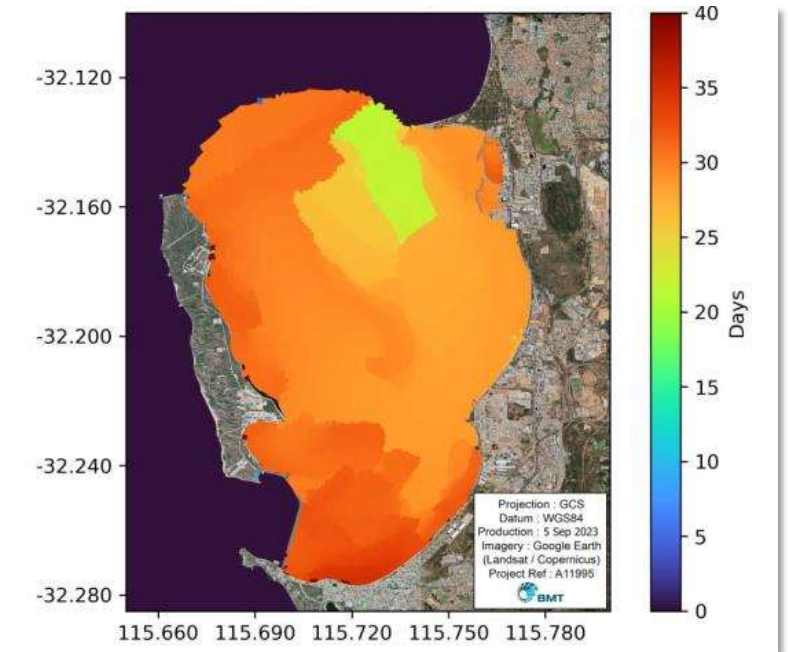 -32.120
-32.160
-32.200
-32.240
-32.280
115.660 115.690 115.720 115.750 115.780
40
35
30
25
20
15
10
5
0
Days
Projection : GCS
Datum : WGS84
Production : 5 Sep 2023
Imagery : Google Earth
(Landsat / Copernicus)
Project Ref : A11995
BMT